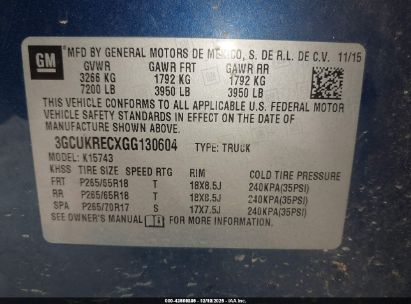 GM MFD BY GENERAL MOTORS DE MEXICO, S. DE R.L. DE C.V. 11/15
GVWR GAWR FRT GAWR RR
3266 KG 1792 KG 1792 KG
7200 LB 3950 LB 3950 LB
THIS VEHICLE CONFORMS TO ALL APPLICABLE U.S. FEDERAL MOTOR
VEHICLE SAFETY STANDARDS IN EFFECT ON THE DATE OF
MANUFACTURE SHOWN ABOVE.
3GCUKRECXGG130604 TYPE: TRUCK
MODEL: K15743
KHSS TIRE SIZE SPEED RTG RIM COLD TIRE PRESSURE
FRT P265/65R18 T 18X8.5J 240KPA(35PSI)
RR P265/65R18 T 18X8.5J 240KPA(35PSI)
SPA P265/70R17 S 17X7.5J 240KPA(35PSI)
SEE OWNER'S MANUAL FOR ADDITIONAL INFORMATION.